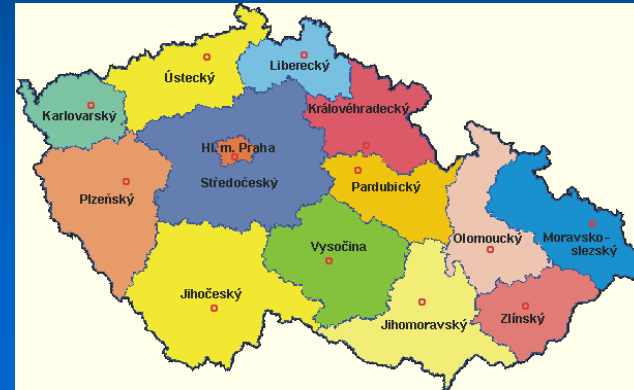 Ústecký
Liberecký
Karlovarský
Královéhradecký
Hl. m. Praha
Středočeský
Plzeňský
Pardubický
Vysočina
Olomoucký
Moravsko-
slezský
Jihočeský
Jihomoravský
Zlínský